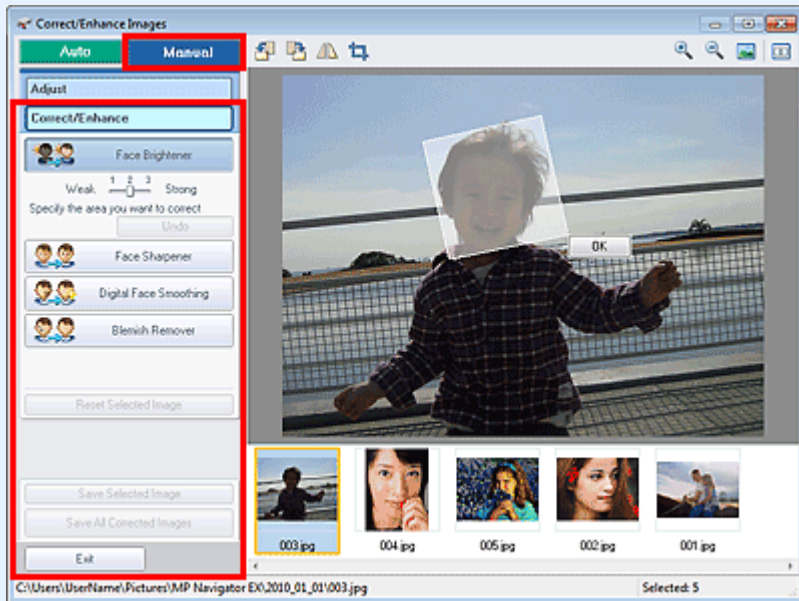 Correct/Enhance Images
Auto
Manual
Adjust
Correct/Enhance
Face Brightener
1 2 3
Weak Strong
Specify the area you want to correct
Undo
Face Sharpener
Digital Face Smoothing
Blemish Remover
Reset Selected Image
Save Selected Image
Save All Corrected Images
Exit
OK
003.jpg
004.jpg
005.jpg
002.jpg
001.jpg
C:\Users\UserName\Pictures\MP Navigator EX\2010_01_01\003.jpg
Selected: 5